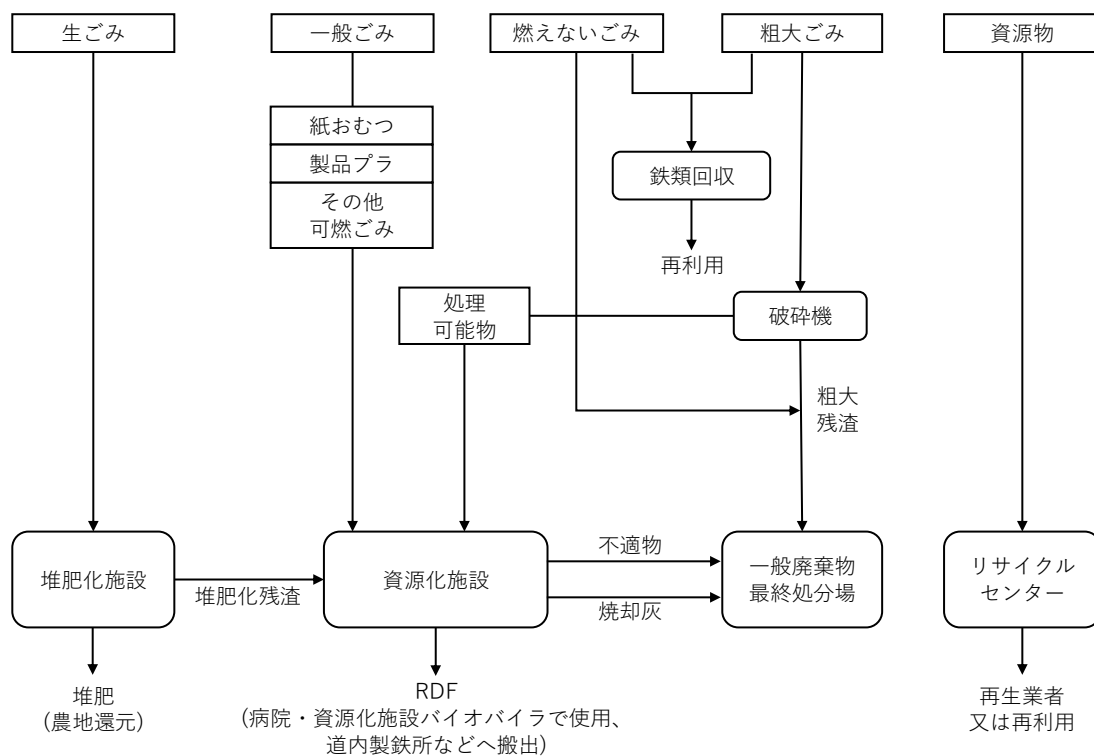 生ごみ
一般ごみ
燃えないごみ
粗大ごみ
資源物
紙おむつ
製品プラ
その他
可燃ごみ
鉄類回収
再利用
処理
可能物
破砕機
粗大
残渣
堆肥化施設
堆肥化残渣
資源化施設
不適物
焼却灰
一般廃棄物
最終処分場
リサイクル
センター
堆肥
(農地還元)
RDF
(病院・資源化施設バイオバイラで使用、
道内製鉄所などへ搬出)
再生業者
又は再利用